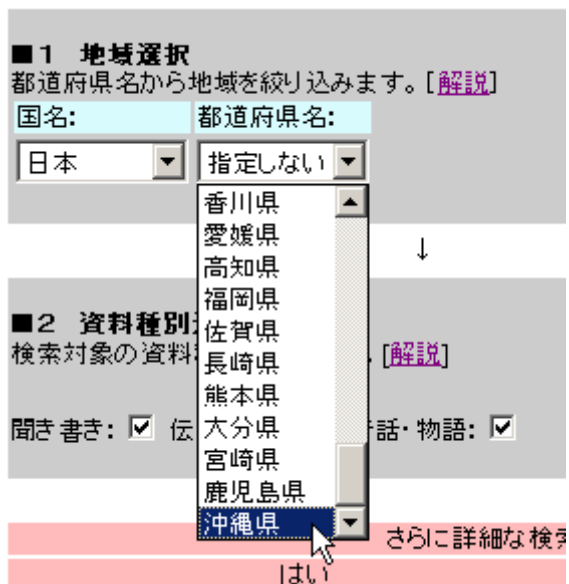 ■1 地域選択
都道府県名から地域を絞り込みます。[解説]
国名: 都道府県名:
日本 指定しない
香川県
愛媛県
高知県
福岡県
佐賀県
長崎県
熊本県
大分県
宮崎県
鹿児島県
沖縄県
↓
■2 資料種別
検索対象の資料 [解説]
聞き書き: 伝 話・物語:
さらに詳細な検索
はい